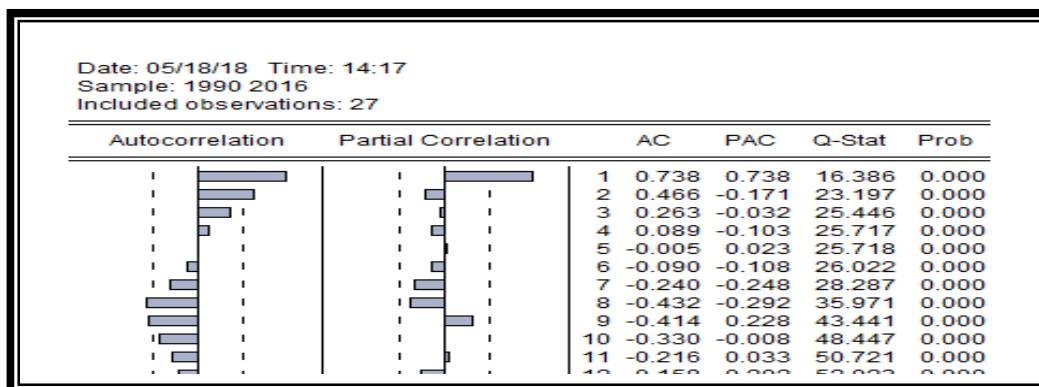 Date: 05/18/18 Time: 14:17
Sample: 1990 2016
Included observations: 27
Autocorrelation Partial Correlation AC PAC Q-Stat Prob
1 0.738 0.738 16.386 0.000
2 0.466 -0.171 23.197 0.000
3 0.263 -0.032 25.446 0.000
4 0.089 -0.103 25.717 0.000
5 -0.005 0.023 25.718 0.000
6 -0.090 -0.108 26.022 0.000
7 -0.240 -0.248 28.287 0.000
8 -0.432 -0.292 35.971 0.000
9 -0.414 0.228 43.441 0.000
10 -0.330 -0.008 48.447 0.000
11 -0.216 0.033 50.721 0.000